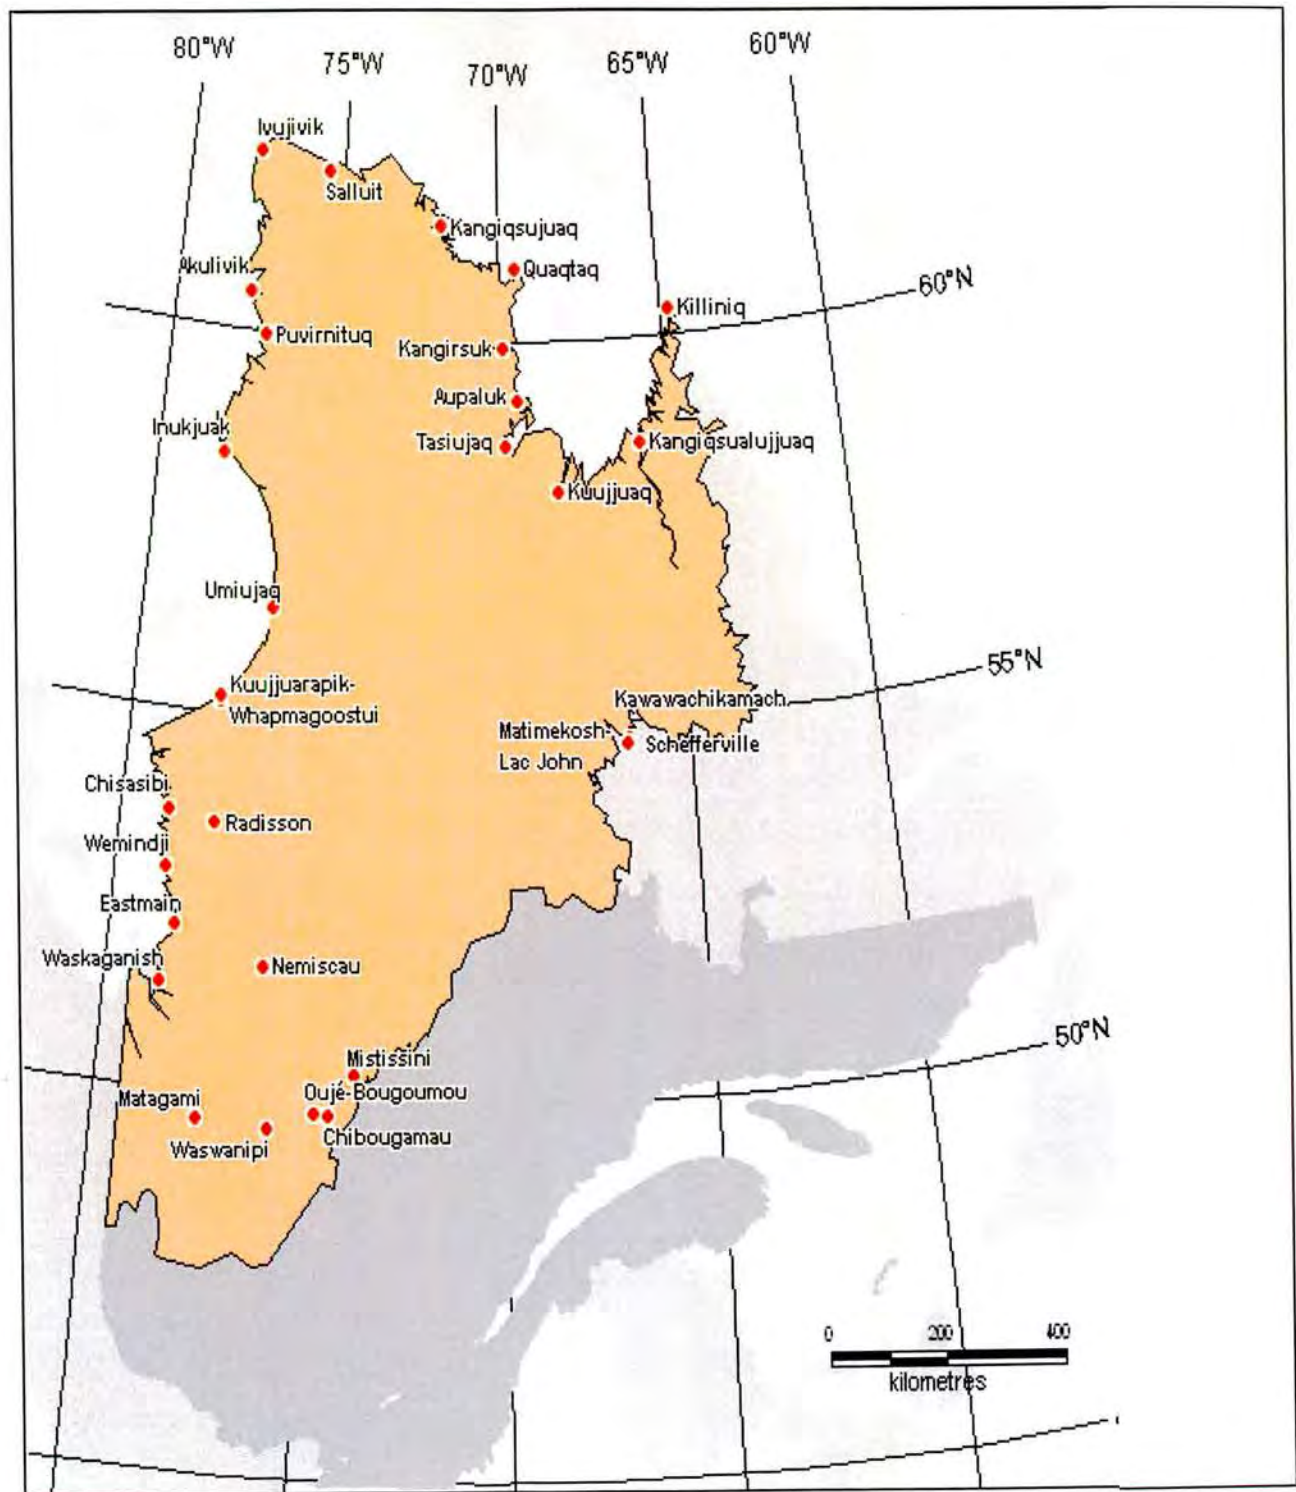 80°W
75°W
70°W
65°W
60°W
Ivujivik
Salluit
Kangiqsujuaq
Akulivik
Quaqtaq
60°N
Killiniq
Puvirnituq
Kangirsuk
Aupaluk
Inukjuak
Tasiujaq
Kangiqsualujjuaq
Kuujjuaq
Umiujaq
55°N
Kuujjuarapik-
Whapmagoostui
Kawawachikamach
Matimekosh-
Lac John
Schefferville
Chisasibi
Radisson
Wemindji
Eastmain
Waskaganish
Nemiscau
50°N
Mistissini
Matagami
Oujé-Bougoumou
Chibougamau
Waswanipi
0 200 400
kilometres